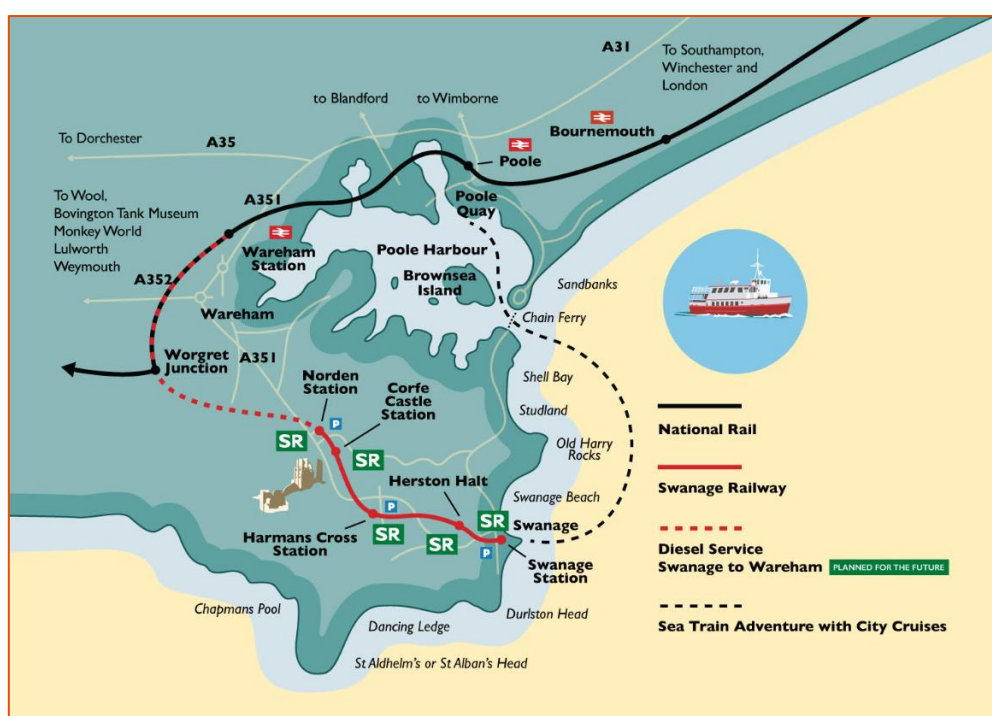 A31
To Southampton,
Winchester and
London
to Blandford
to Wimborne
Bournemouth
To Dorchester
A35
Poole
To Wool,
Bovington Tank Museum
Monkey World
Lulworth
Weymouth
A351
Poole
Quay
Wareham
Station
Poole Harbour
Brownsea
Island
A352
Sandbanks
Wareham
Chain Ferry
Worgret
Junction
A351
Norden
Station
Corfe
Castle
Station
Shell Bay
Studland
P
SR
SR
Old Harry
Rocks
Herston Halt
Swanage Beach
P
SR
Swanage
Harmans Cross
Station
SR
SR
P
Swanage
Station
Chapmans Pool
Dancing Ledge
Durlston Head
St Aldhelm's or St Alban's Head
National Rail
Swanage Railway
Diesel Service
Swanage to Wareham PLANNED FOR THE FUTURE
Sea Train Adventure with City Cruises